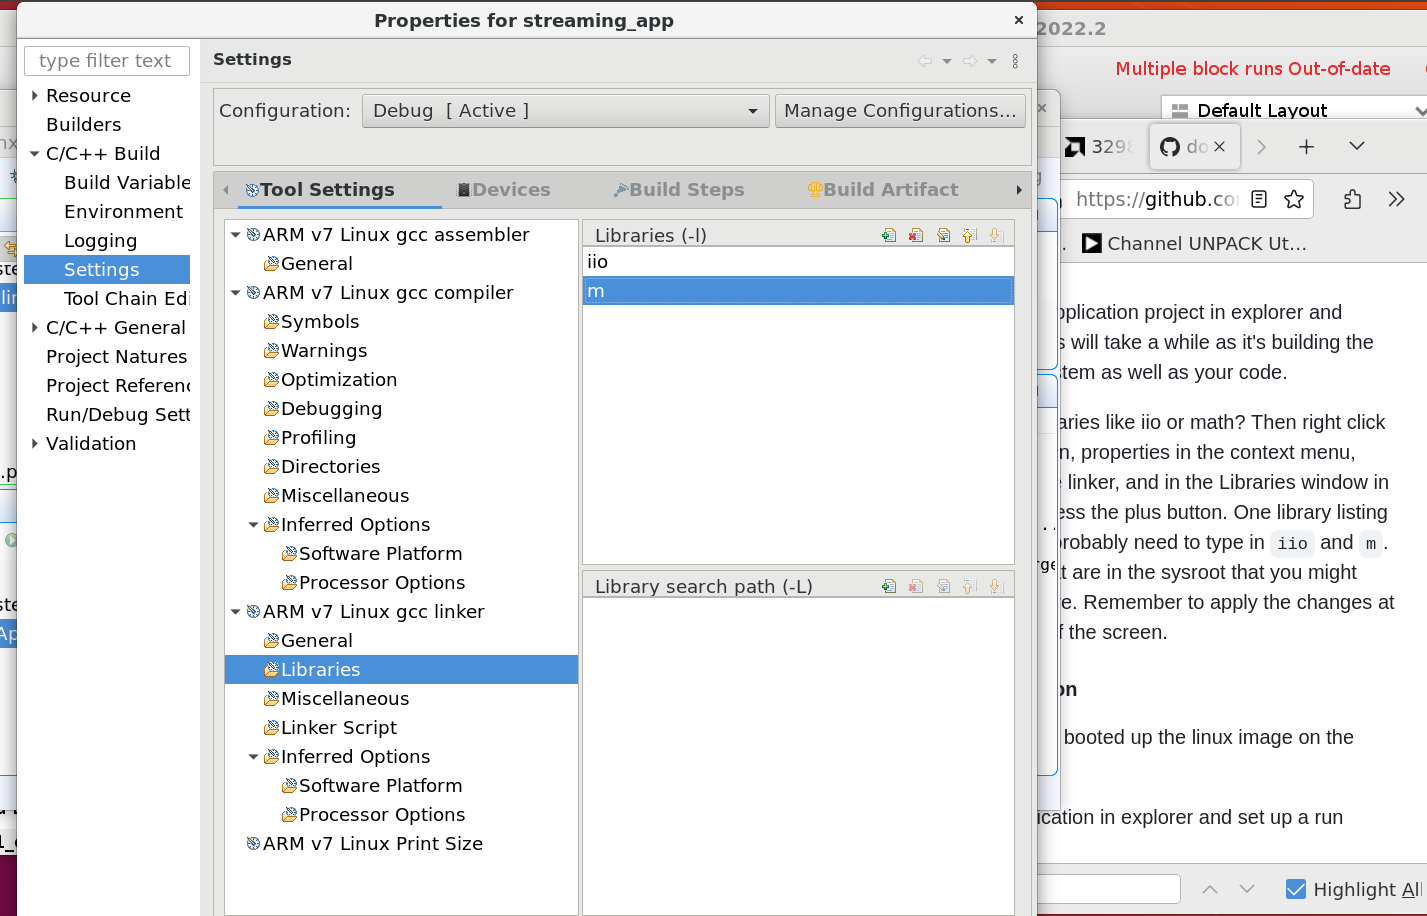 Properties for streaming_app
2022.2
type filter text
Settings
Multiple block runs Out-of-date
Resource
Builders
C/C++ Build
Build Variable
Environment
Logging
Settings
Tool Chain Edi
C/C++ General
Project Natures
Project Referenc
Run/Debug Sett
Validation
Configuration:
Debug [ Active ]
Manage Configurations...
Tool Settings
Devices
Build Steps
Build Artifact
ARM v7 Linux gcc assembler
General
ARM v7 Linux gcc compiler
Symbols
Warnings
Optimization
Debugging
Profiling
Directories
Miscellaneous
Inferred Options
Software Platform
Processor Options
ARM v7 Linux gcc linker
General
Libraries
Miscellaneous
Linker Script
Inferred Options
Software Platform
Processor Options
ARM v7 Linux Print Size
Libraries (-l)
iio
m
Library search path (-L)
Default Layout
3298
do
https://github.co
Channel UNPACK Ut...
pplication project in explorer and
s will take a while as it's building the
stem as well as your code.
aries like iio or math? Then right click
n, properties in the context menu,
e linker, and in the Libraries window in
ess the plus button. One library listing
probably need to type in iio and m.
t are in the sysroot that you might
re. Remember to apply the changes at
f the screen.
on
booted up the linux image on the
ication in explorer and set up a run
Highlight All